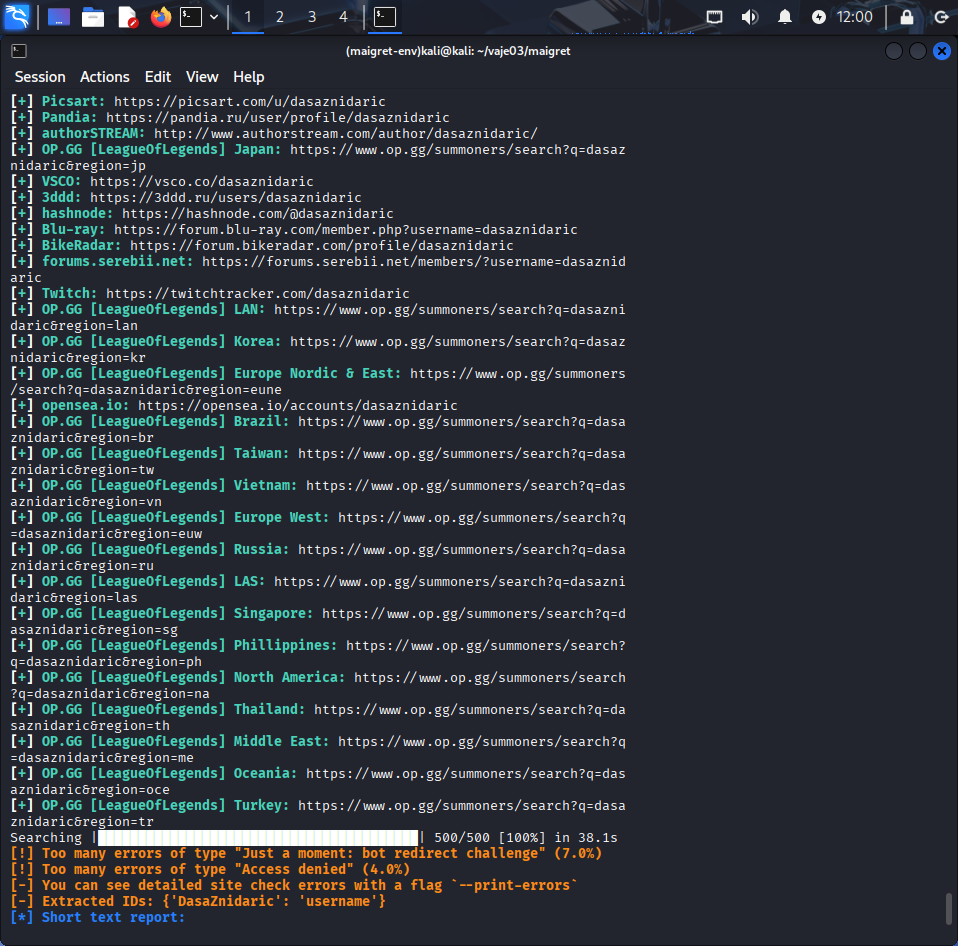 1 2 3 4 12:00
(maigret-env)kali@kali: ~/vaje03/maigret
Session Actions Edit View Help
[+] Picsart: https://picsart.com/u/dasaznidaric
[+] Pandia: https://pandia.ru/user/profile/dasaznidaric
[+] authorSTREAM: http://www.authorstream.com/author/dasaznidaric/
[+] OP.GG [LeagueOfLegends] Japan: https://www.op.gg/summoners/search?q=dasaz
nidaric&region=jp
[+] VSCO: https://vsco.co/dasaznidaric
[+] 3ddd: https://3ddd.ru/users/dasaznidaric
[+] hashnode: https://hashnode.com/@dasaznidaric
[+] Blu-ray: https://forum.blu-ray.com/member.php?username=dasaznidaric
[+] BikeRadar: https://forum.bikeradar.com/profile/dasaznidaric
[+] forums.serebii.net: https://forums.serebii.net/members/?username=dasaznid
aric
[+] Twitch: https://twitchtracker.com/dasaznidaric
[+] OP.GG [LeagueOfLegends] LAN: https://www.op.gg/summoners/search?q=dasazni
daric&region=lan
[+] OP.GG [LeagueOfLegends] Korea: https://www.op.gg/summoners/search?q=dasaz
nidaric&region=kr
[+] OP.GG [LeagueOfLegends] Europe Nordic & East: https://www.op.gg/summoners
/search?q=dasaznidaric&region=eune
[+] opensea.io: https://opensea.io/accounts/dasaznidaric
[+] OP.GG [LeagueOfLegends] Brazil: https://www.op.gg/summoners/search?q=dasa
znidaric&region=br
[+] OP.GG [LeagueOfLegends] Taiwan: https://www.op.gg/summoners/search?q=dasa
znidaric&region=tw
[+] OP.GG [LeagueOfLegends] Vietnam: https://www.op.gg/summoners/search?q=das
aznidaric&region=vn
[+] OP.GG [LeagueOfLegends] Europe West: https://www.op.gg/summoners/search?q
=dasaznidaric&region=euw
[+] OP.GG [LeagueOfLegends] Russia: https://www.op.gg/summoners/search?q=dasa
znidaric&region=ru
[+] OP.GG [LeagueOfLegends] LAS: https://www.op.gg/summoners/search?q=dasazni
daric&region=las
[+] OP.GG [LeagueOfLegends] Singapore: https://www.op.gg/summoners/search?q=d
asaznidaric&region=sg
[+] OP.GG [LeagueOfLegends] Phillippines: https://www.op.gg/summoners/search?
q=dasaznidaric&region=ph
[+] OP.GG [LeagueOfLegends] North America: https://www.op.gg/summoners/search
?q=dasaznidaric&region=na
[+] OP.GG [LeagueOfLegends] Thailand: https://www.op.gg/summoners/search?q=da
saznidaric&region=th
[+] OP.GG [LeagueOfLegends] Middle East: https://www.op.gg/summoners/search?q
=dasaznidaric&region=me
[+] OP.GG [LeagueOfLegends] Oceania: https://www.op.gg/summoners/search?q=das
aznidaric&region=oce
[+] OP.GG [LeagueOfLegends] Turkey: https://www.op.gg/summoners/search?q=dasa
znidaric&region=tr
Searching |████████████████████████████████████████| 500/500 [100%] in 38.1s
[!] Too many errors of type "Just a moment: bot redirect challenge" (7.0%)
[!] Too many errors of type "Access denied" (4.0%)
[-] You can see detailed site check errors with a flag `--print-errors`
[-] Extracted IDs: {'DasaZnidaric': 'username'}
[*] Short text report: